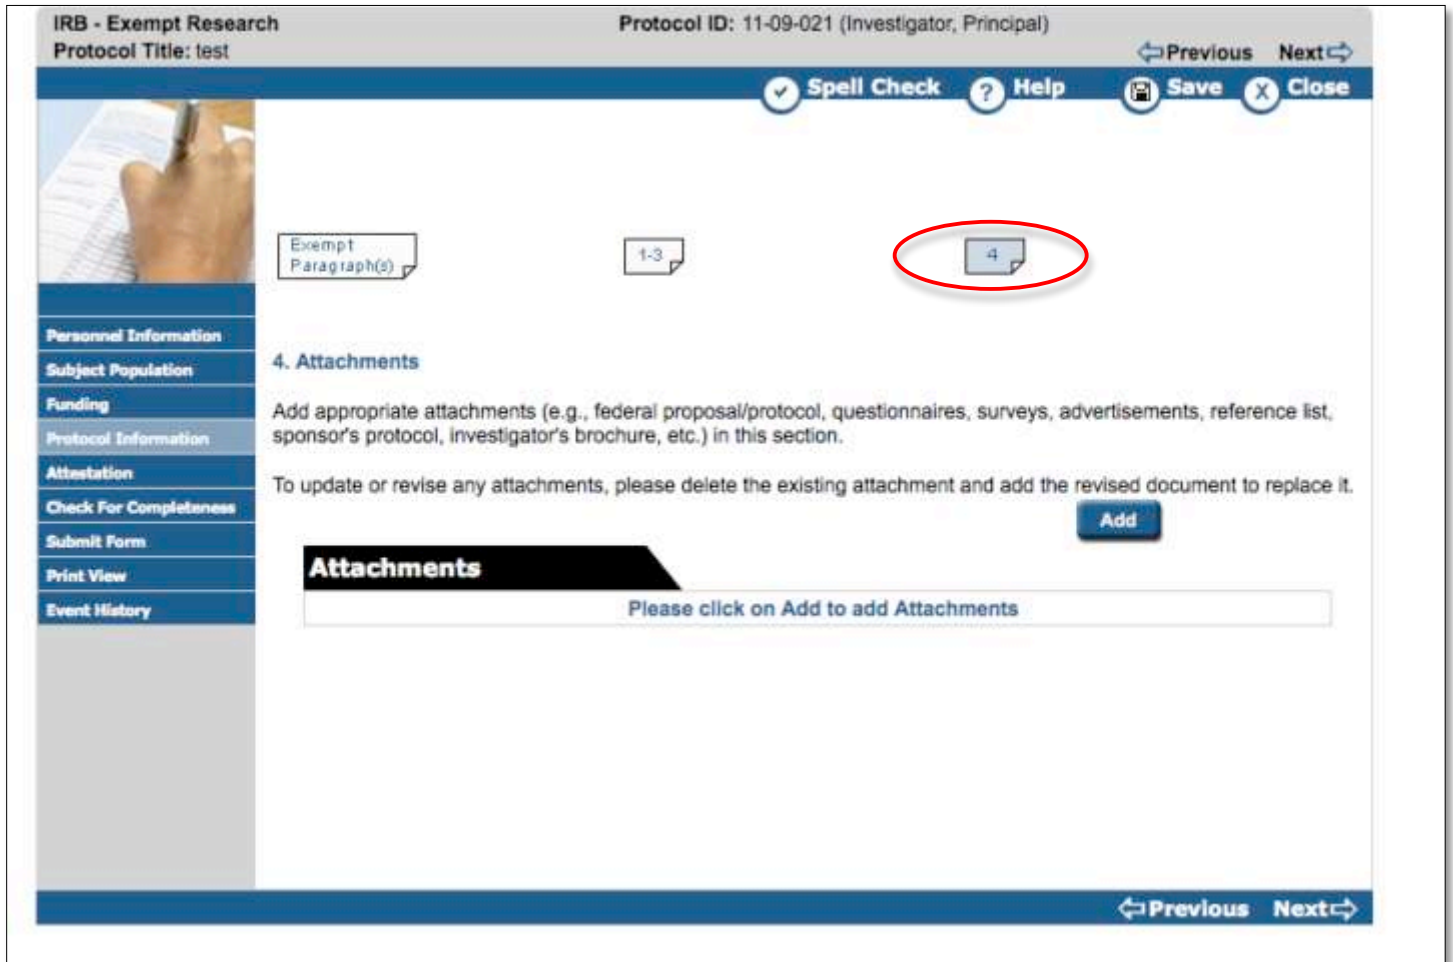 IRB - Exempt Research
Protocol ID: 11-09-021 (Investigator, Principal)
Protocol Title: test
Previous Next
Spell Check ? Help Save X Close
Exempt
Paragraph(s)
1-3
4
Personnel Information
Subject Population
Funding
Protocol Information
Attestation
Check For Completeness
Submit Form
Print View
Event History
4. Attachments
Add appropriate attachments (e.g., federal proposal/protocol, questionnaires, surveys, advertisements, reference list,
sponsor's protocol, investigator's brochure, etc.) in this section.
To update or revise any attachments, please delete the existing attachment and add the revised document to replace it.
Add
Attachments
Please click on Add to add Attachments
Previous Next